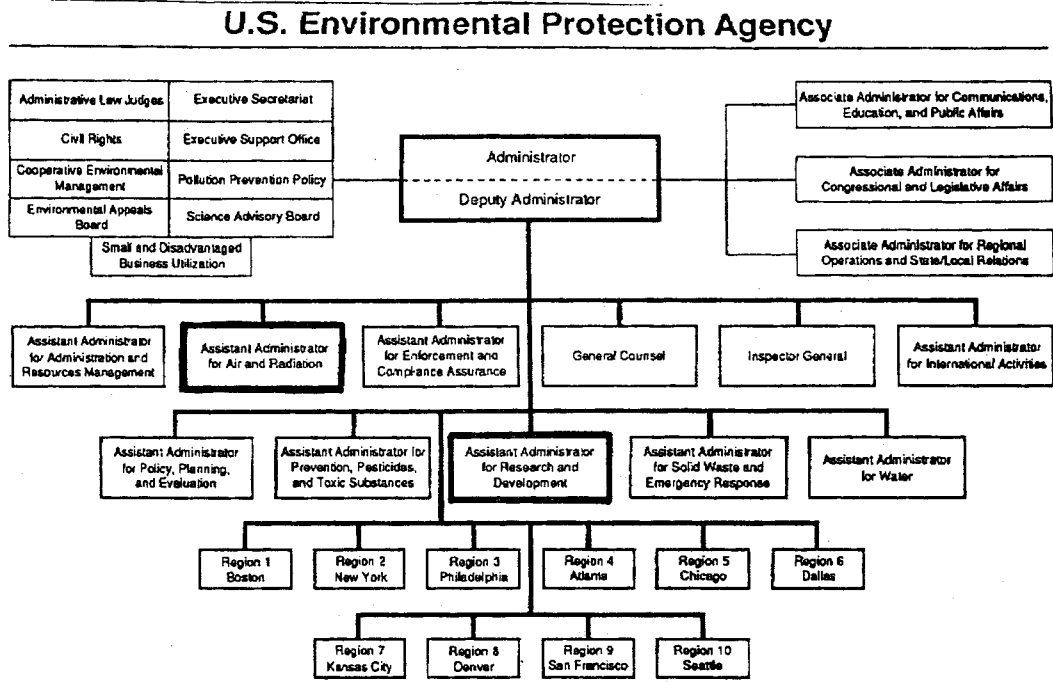 U.S. Environmental Protection Agency
Administrative Law Judges
Executive Secretariat
Civil Rights
Executive Support Office
Cooperative Environmental
Management
Pollution Prevention Policy
Environmental Appeals
Board
Science Advisory Board
Small and Disadvantaged
Business Utilization
Administrator
Deputy Administrator
Associate Administrator for Communications,
Education, and Public Affairs
Associate Administrator for
Congressional and Legislative Affairs
Associate Administrator for Regional
Operations and State/Local Relations
Assistant Administrator
for Administration and
Resources Management
Assistant Administrator
for Air and Radiation
Assistant Administrator
for Enforcement and
Compliance Assurance
General Counsel
Inspector General
Assistant Administrator
for International Activities
Assistant Administrator
for Policy, Planning,
and Evaluation
Assistant Administrator for
Prevention, Pesticides,
and Toxic Substances
Assistant Administrator
for Research and
Development
Assistant Administrator
for Solid Waste and
Emergency Response
Assistant Administrator
for Water
Region 1
Boston
Region 2
New York
Region 3
Philadelphia
Region 4
Atlanta
Region 5
Chicago
Region 6
Dallas
Region 7
Kansas City
Region 8
Denver
Region 9
San Francisco
Region 10
Seattle